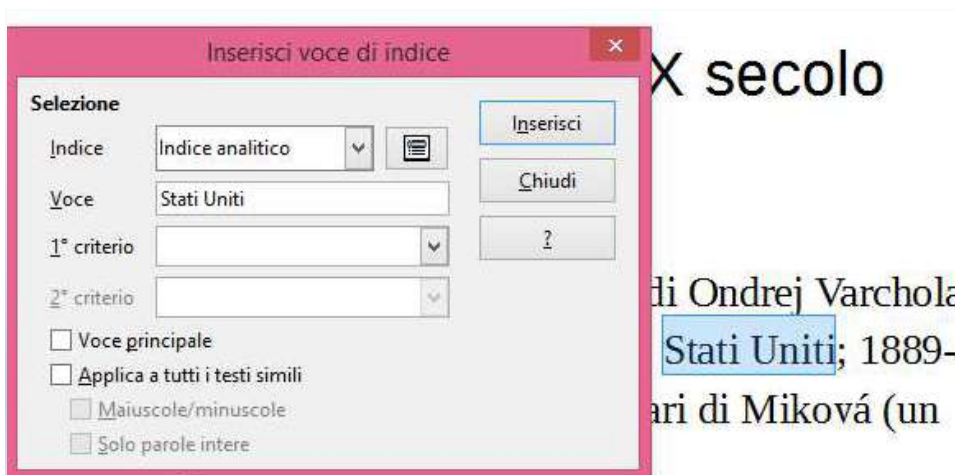 Inserisci voce di indice
x
Selezione
Indice
Indice analitico
Voce
Stati Uniti
1° criterio
2° criterio
Voce principale
Applica a tutti i testi simili
Maiuscole/minuscole
Solo parole intere
Inserisci
Chiudi
?
X secolo
di Ondrej Varchola
Stati Uniti; 1889-
ari di Miková (un